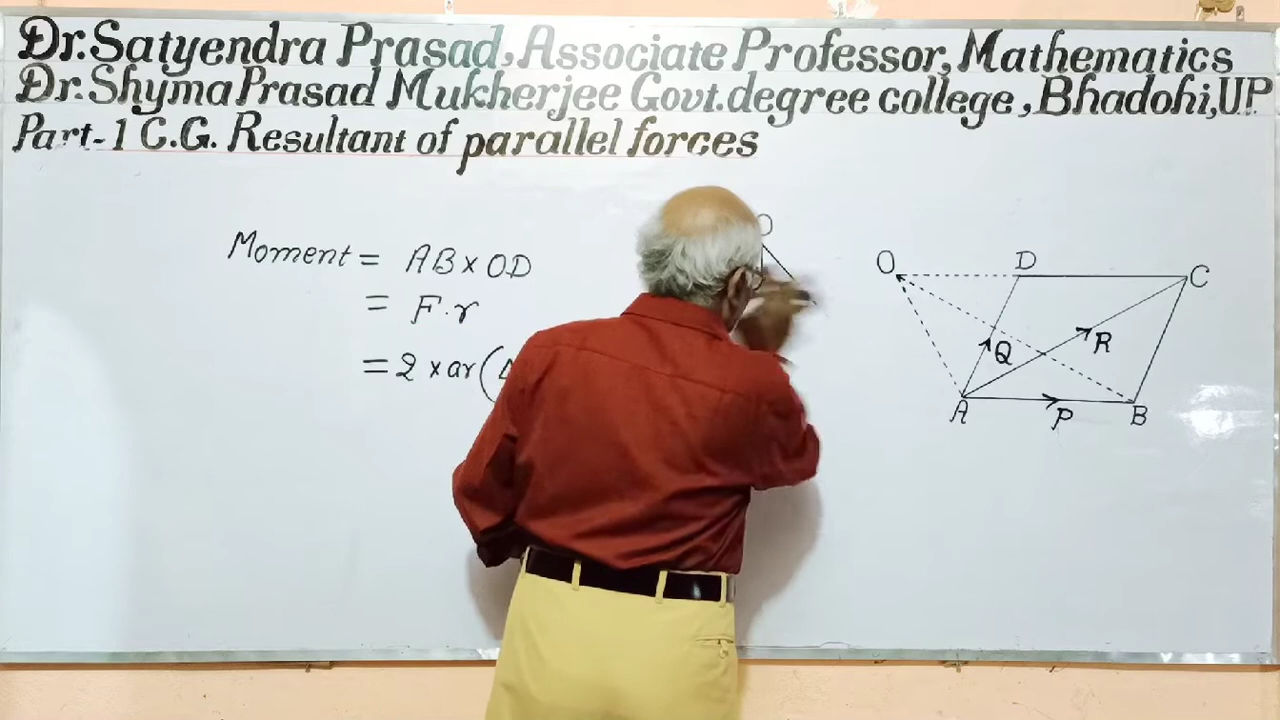 Dr. Satyendra Prasad, Associate Professor, Mathematics
Dr. Shyma Prasad Mukherjee Govt. degree college, Bhadohi, U.P.
Part-1 C.G. Resultant of parallel forces
Moment = AB × OD
= F.r
= 2 × ar(Δ
O
O D C
Q R
A P B